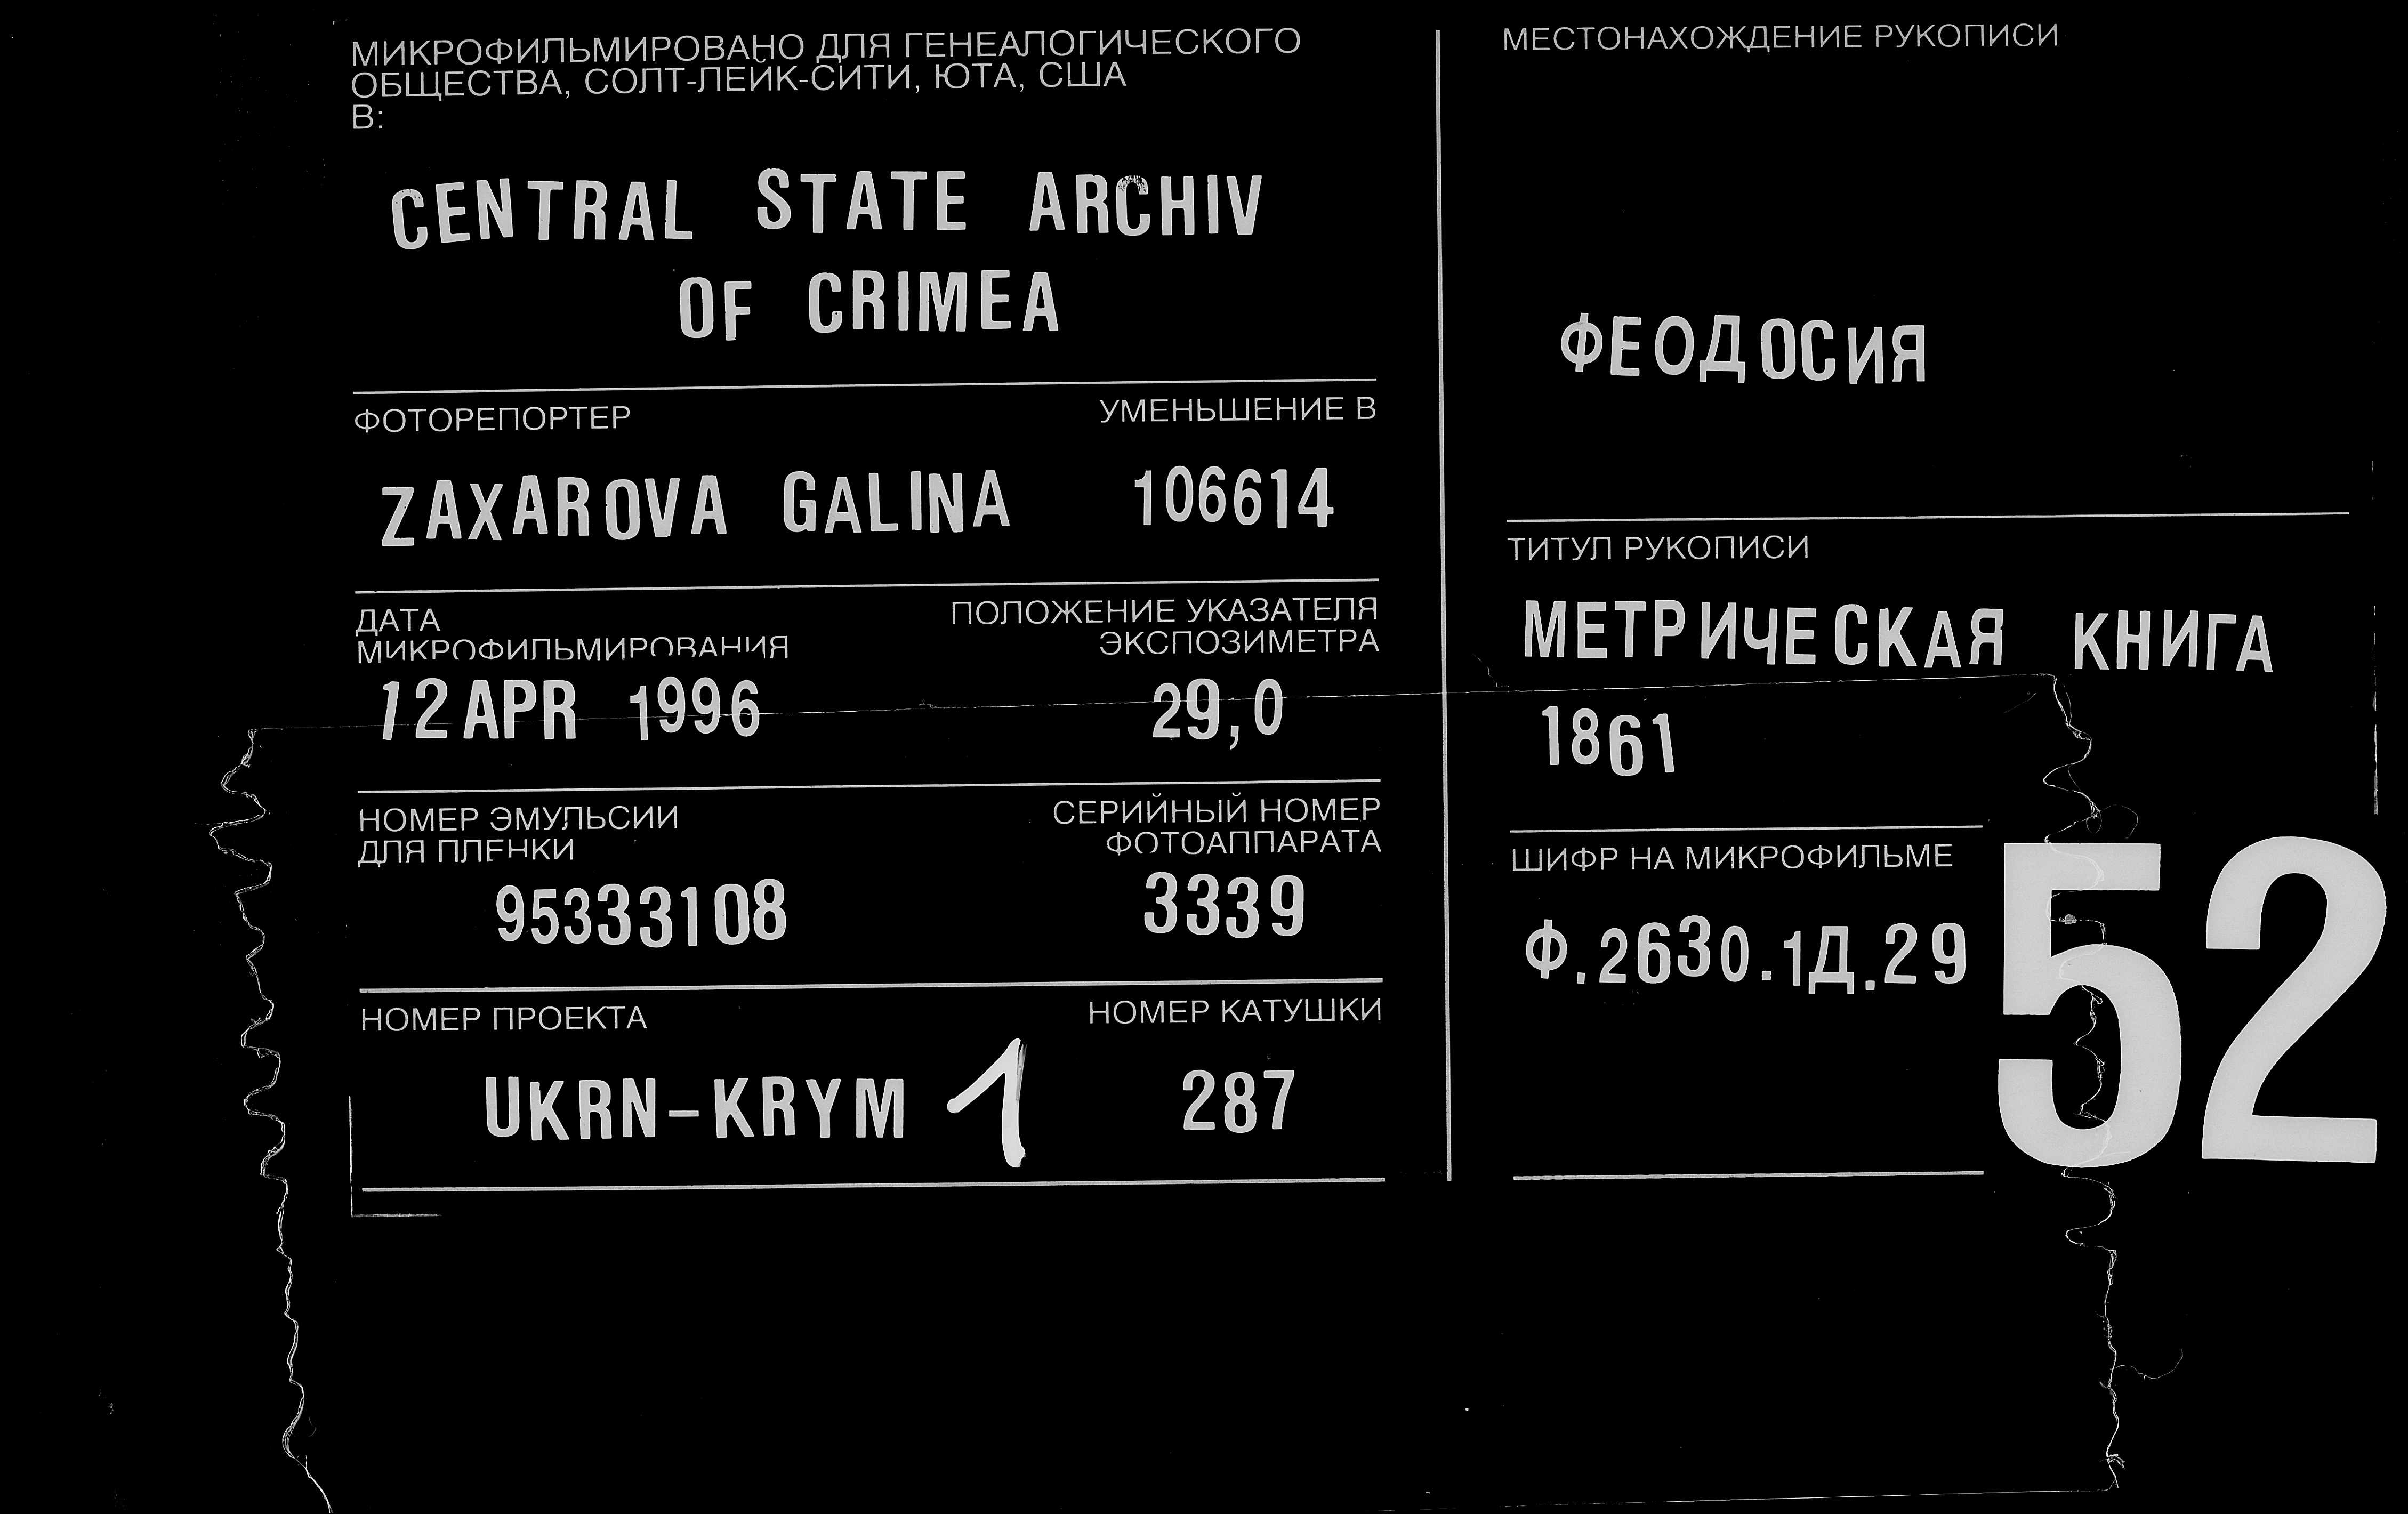 МИКРОФИЛЬМИРОВАНО ДЛЯ ГЕНЕАЛОГИЧЕСКОГО
ОБЩЕСТВА, СОЛТ-ЛЕЙК-СИТИ, ЮТА, США
В:
CENTRAL STATE ARCHIV
OF CRIMEA
ФОТОРЕПОРТЕР
УМЕНЬШЕНИЕ В
ZAXAROVA GALINA
106614
ДАТА
МИКРОФИЛЬМИРОВАНИЯ
12 APR 1996
ПОЛОЖЕНИЕ УКАЗАТЕЛЯ
ЭКСПОЗИМЕТРА
29,0
НОМЕР ЭМУЛЬСИИ
ДЛЯ ПЛЕНКИ
95333108
СЕРИЙНЫЙ НОМЕР
ФОТОАППАРАТА
3339
НОМЕР ПРОЕКТА
UKRN-KRYM 1
НОМЕР КАТУШКИ
287
МЕСТОНАХОЖДЕНИЕ РУКОПИСИ
ФЕОДОСИЯ
ТИТУЛ РУКОПИСИ
МЕТРИЧЕСКАЯ КНИГА
1861
ШИФР НА МИКРОФИЛЬМЕ
Ф.2630.1Д.29
52